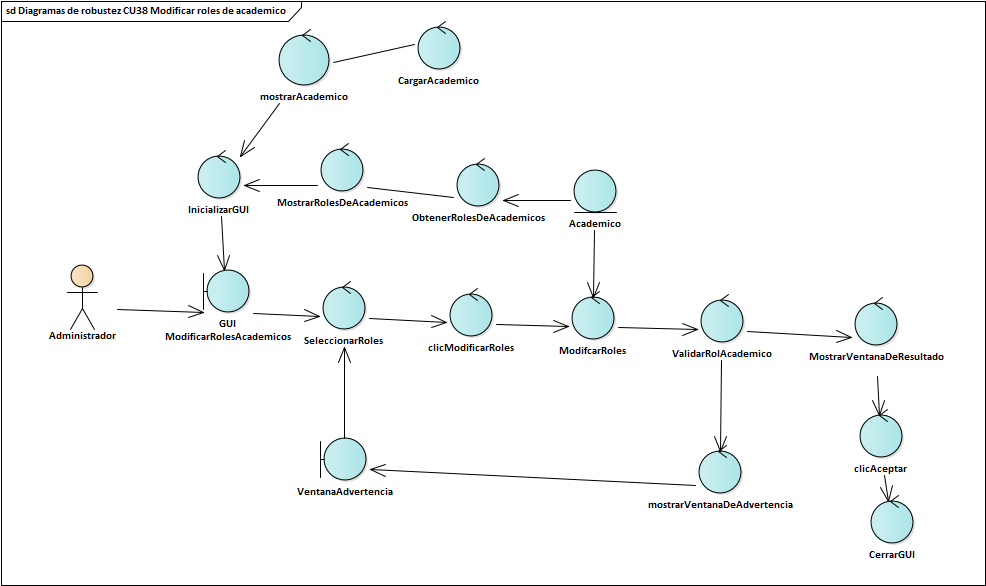 sd Diagramas de robustez CU38 Modificar roles de academico
CargarAcademico
mostrarAcademico
InicializarGUI
MostrarRolesDeAcademicos
ObtenerRolesDeAcademicos
Academico
Administrador
GUI
ModificarRolesAcademicos
SeleccionarRoles
clicModificarRoles
ModifcarRoles
ValidarRolAcademico
MostrarVentanaDeResultado
VentanaAdvertencia
mostrarVentanaDeAdvertencia
clicAceptar
CerrarGUI